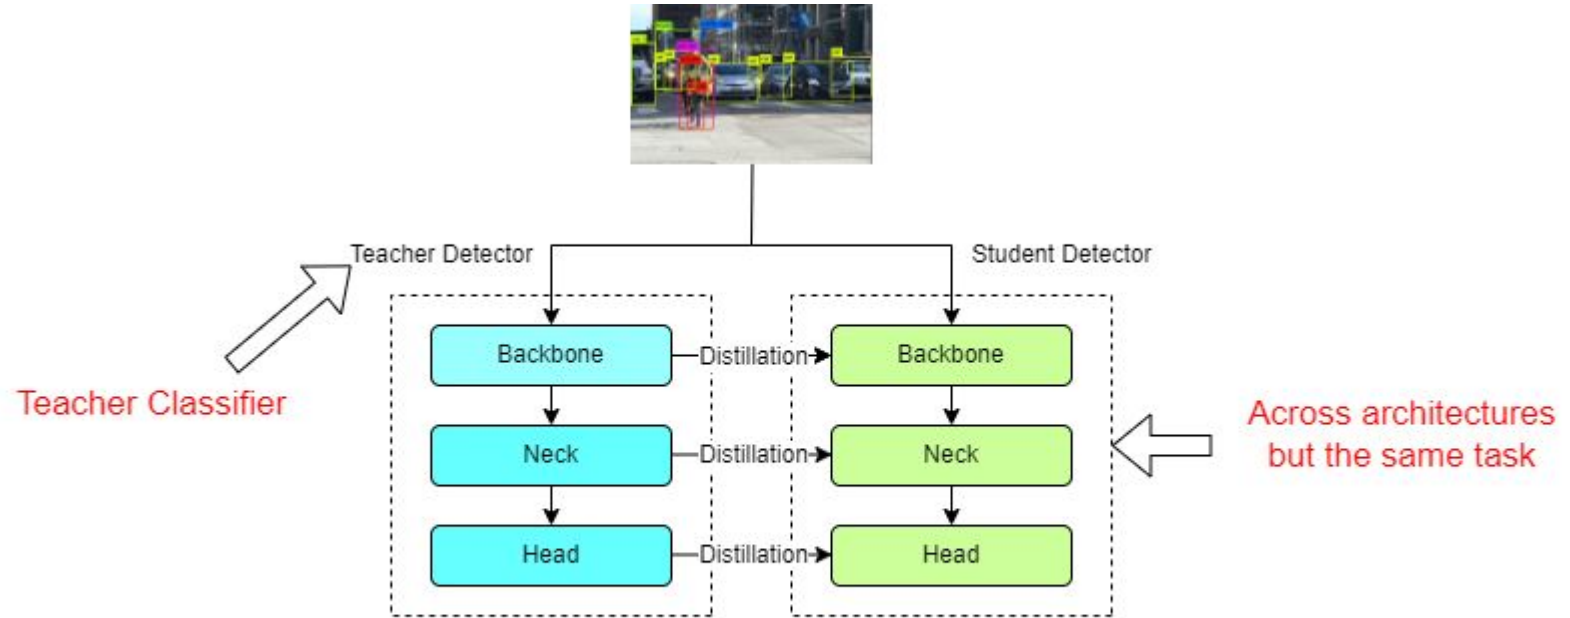 Teacher Detector
Student Detector
Backbone
Distillation
Backbone
Teacher Classifier
Across architectures
but the same task
Neck
Distillation
Neck
Head
Distillation
Head